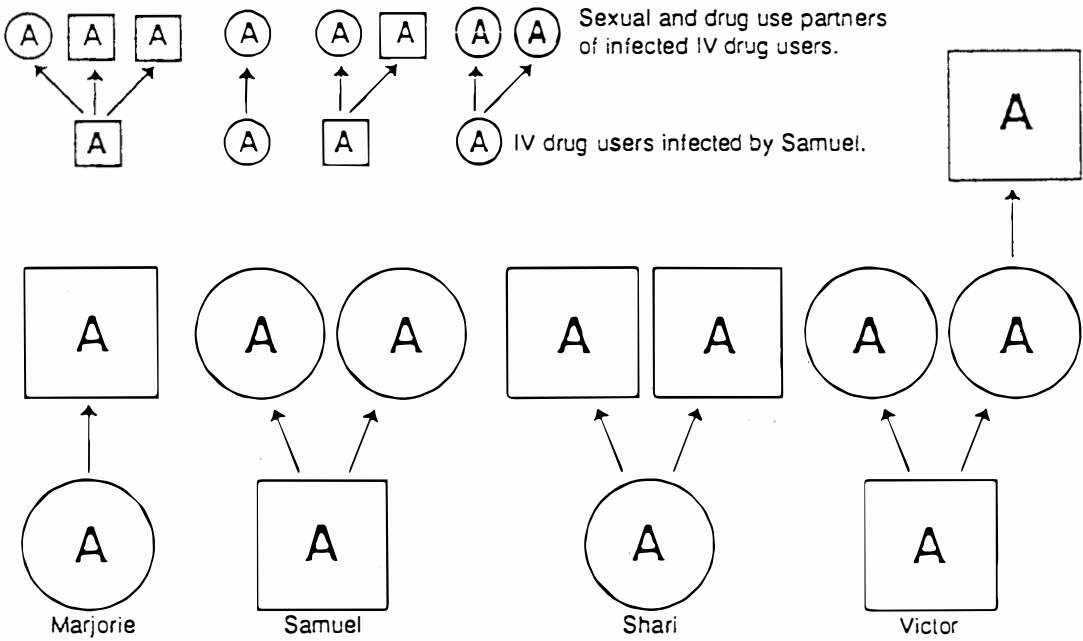 A A A A A A A A Sexual and drug use partners
of infected IV drug users.
A
A A A A IV drug users infected by Samuel.
A A A A A A A
A A A A
Marjorie Samuel Shari Victor